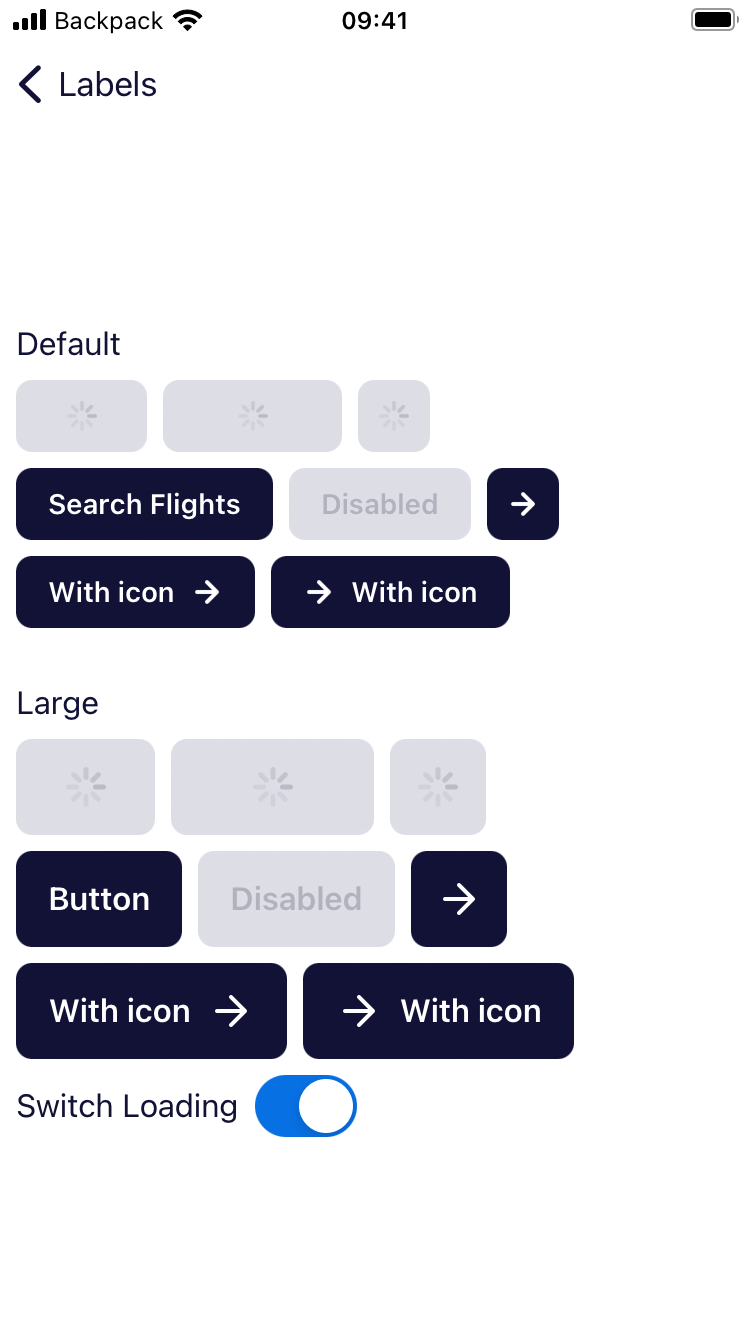 Backpack 09:41
Labels
Default
Search Flights Disabled
With icon With icon
Large
Button Disabled
With icon With icon
Switch Loading